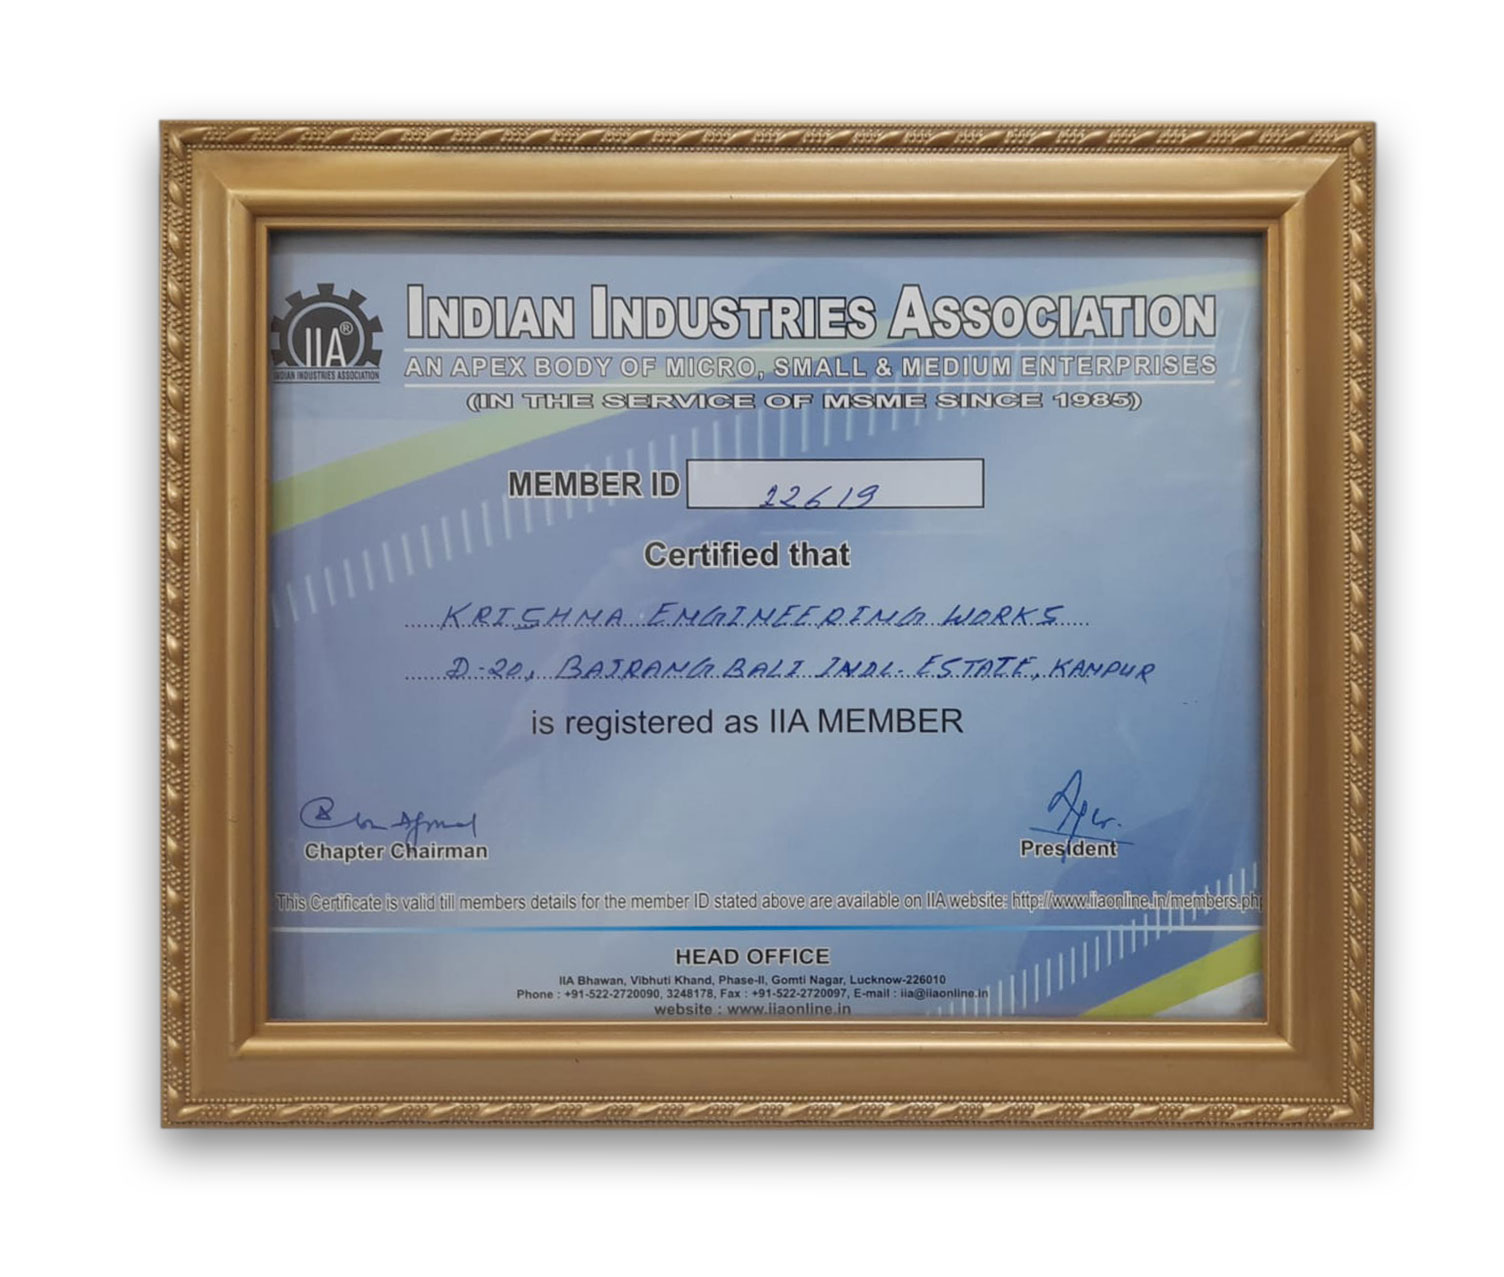 IIA®
INDIAN INDUSTRIES ASSOCIATION
INDIAN INDUSTRIES ASSOCIATION
AN APEX BODY OF MICRO, SMALL & MEDIUM ENTERPRISES
(IN THE SERVICE OF MSME SINCE 1985)
MEMBER ID 22619
Certified that
KRISHNA ENGINEERING WORKS
D-20, BAJRANG BALI INDL. ESTATE, KANPUR
is registered as IIA MEMBER
Chapter Chairman
President
This Certificate is valid till members details for the member ID stated above are available on IIA website: http://www.iiaonline.in/members.ph
HEAD OFFICE
IIA Bhawan, Vibhuti Khand, Phase-II, Gomti Nagar, Lucknow-226010
Phone : +91-522-2720090, 3248178, Fax : +91-522-2720097, E-mail : iia@iiaonline.in
website : www.iiaonline.in